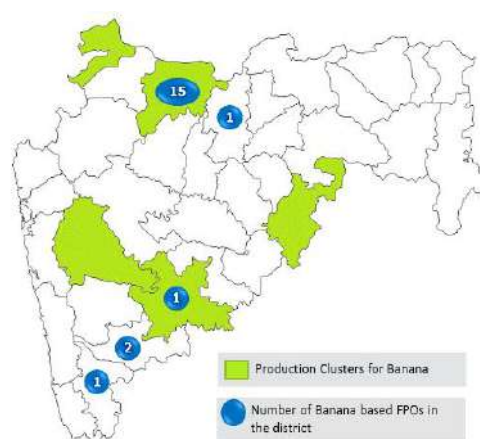 15
1
1
2
1
Production Clusters for Banana
Number of Banana based FPOs in
the district